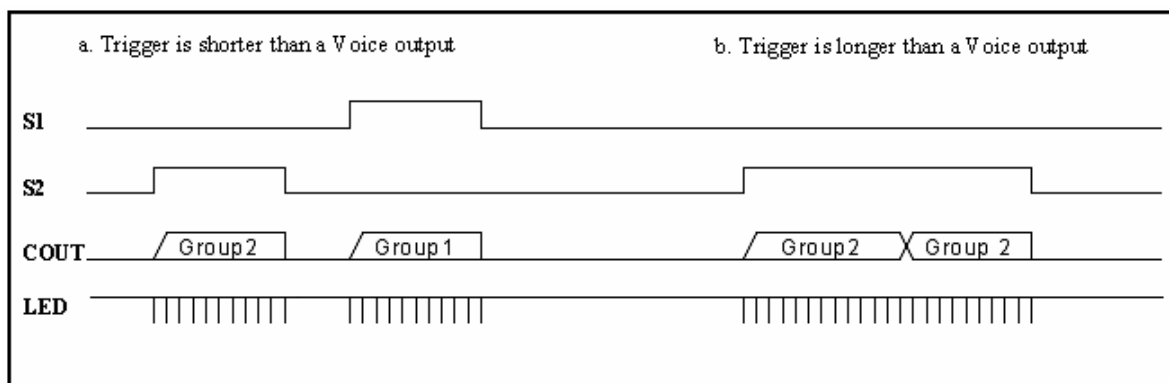 a. Trigger is shorter than a Voice output
b. Trigger is longer than a Voice output
S1
S2
COUT
Group2
Group1
Group2
Group 2
LED